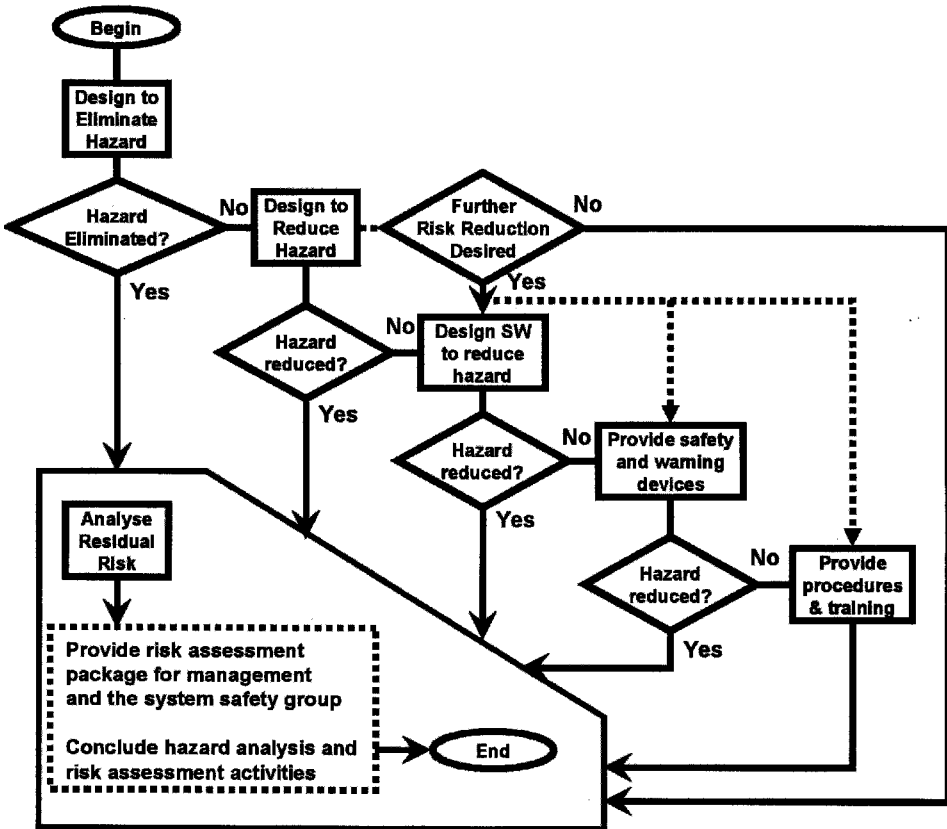 Begin
Design to
Eliminate
Hazard
Hazard
Eliminated?
No
Yes
Design to
Reduce
Hazard
Further
Risk Reduction
Desired
No
Yes
Hazard
reduced?
No
Yes
Design SW
to reduce
hazard
Hazard
reduced?
No
Yes
Provide safety
and warning
devices
Hazard
reduced?
No
Yes
Provide
procedures
& training
Analyse
Residual
Risk
Provide risk assessment
package for management
and the system safety group
Conclude hazard analysis and
risk assessment activities
End